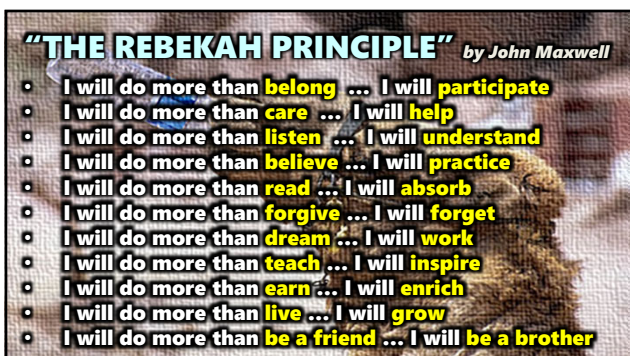 “THE REBEKAH PRINCIPLE” by John Maxwell
• I will do more than belong ... I will participate
• I will do more than care ... I will help
• I will do more than listen ... I will understand
• I will do more than believe ... I will practice
• I will do more than read ... I will absorb
• I will do more than forgive ... I will forget
• I will do more than dream ... I will work
• I will do more than teach ... I will inspire
• I will do more than earn ... I will enrich
• I will do more than live ... I will grow
• I will do more than be a friend ... I will be a brother